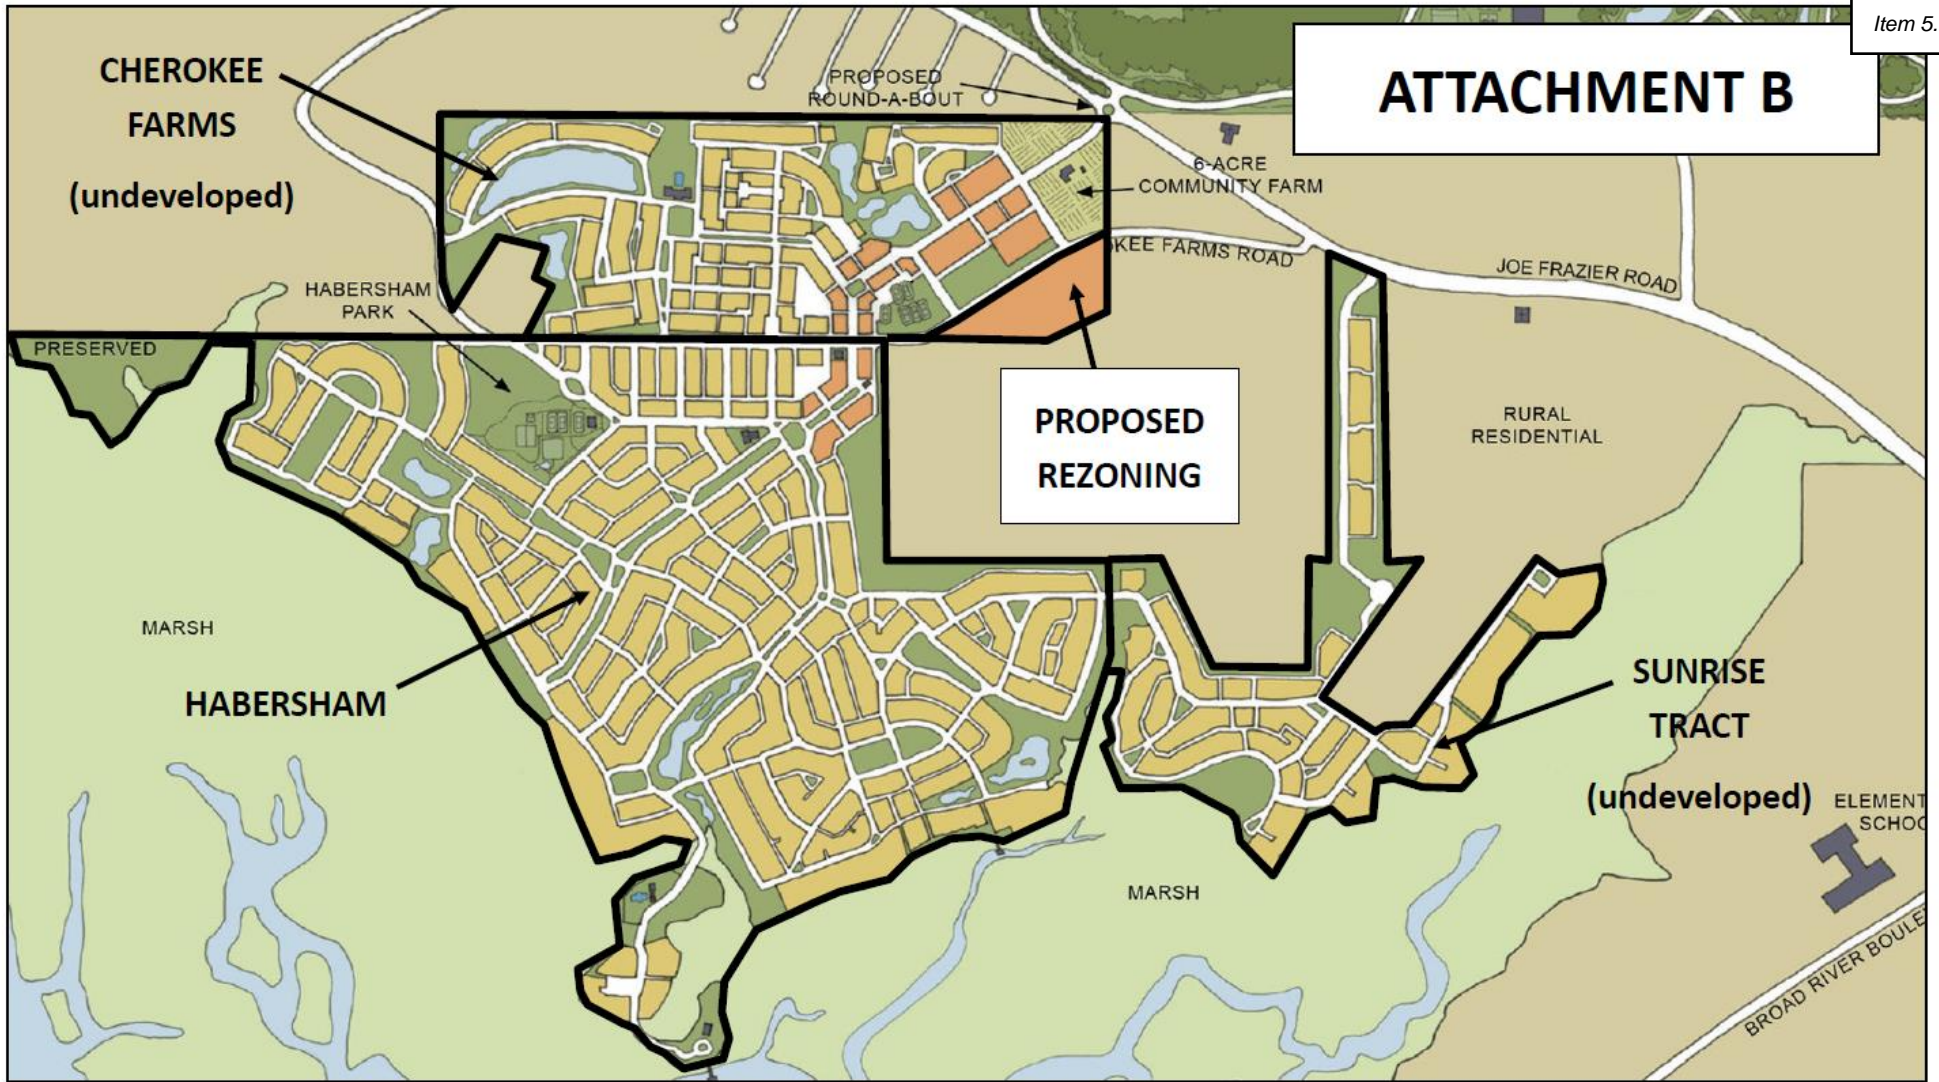 Item 5.
ATTACHMENT B
CHEROKEE
FARMS
(undeveloped)
PROPOSED
ROUND-A-BOUT
6-ACRE
COMMUNITY FARM
KEE FARMS ROAD
JOE FRAZIER ROAD
HABERSHAM
PARK
PRESERVED
PROPOSED
REZONING
RURAL
RESIDENTIAL
MARSH
HABERSHAM
SUNRISE
TRACT
(undeveloped)
ELEMENT
SCHOO
MARSH
BROAD RIVER BOULE